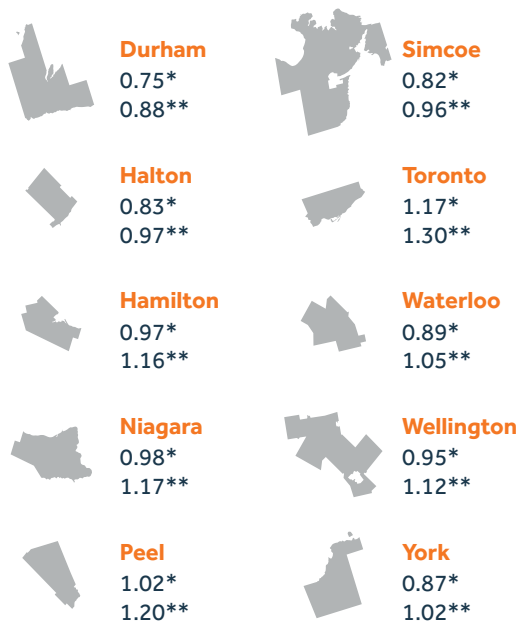 Durham
0.75*
0.88**
Simcoe
0.82*
0.96**
Halton
0.83*
0.97**
Toronto
1.17*
1.30**
Hamilton
0.97*
1.16**
Waterloo
0.89*
1.05**
Niagara
0.98*
1.17**
Wellington
0.95*
1.12**
Peel
1.02*
1.20**
York
0.87*
1.02**